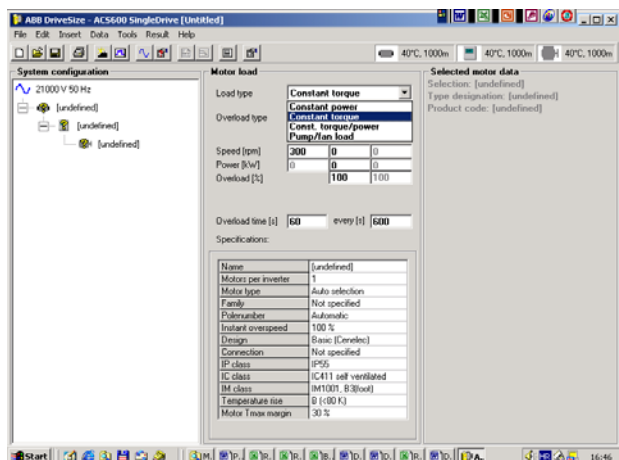 ABB DriveSize - ACS600 SingleDrive [Untitled]
File Edit Insert Data Tools Result Help
40°C, 1000m 40°C, 1000m 40°C, 1000m
System configuration
21000 V 50 Hz
[undefined]
[undefined]
[undefined]
Motor load
Load type Constant torque
Constant power
Constant torque
Const. torque/power
Pump/fan load
Overload type
Speed [rpm] 300 0 0
Power [kW] 0 0 0
Overload [%] 100 100
Overload time [s] 60 every [s] 600
Specifications:
Name [undefined]
Motors per inverter 1
Motor type Auto selection
Family Not specified
Polenumber Automatic
Instant overspeed 100 %
Design Basic (Cenelec)
Connection Not specified
IP class IP55
IC class IC411 self ventilated
IM class IM1001, B3(foot)
Temperature rise B (<80 K)
Motor Tmax margin 30 %
Selected motor data
Selection: [undefined]
Type designation: [undefined]
Product code: [undefined]
Start 16:46